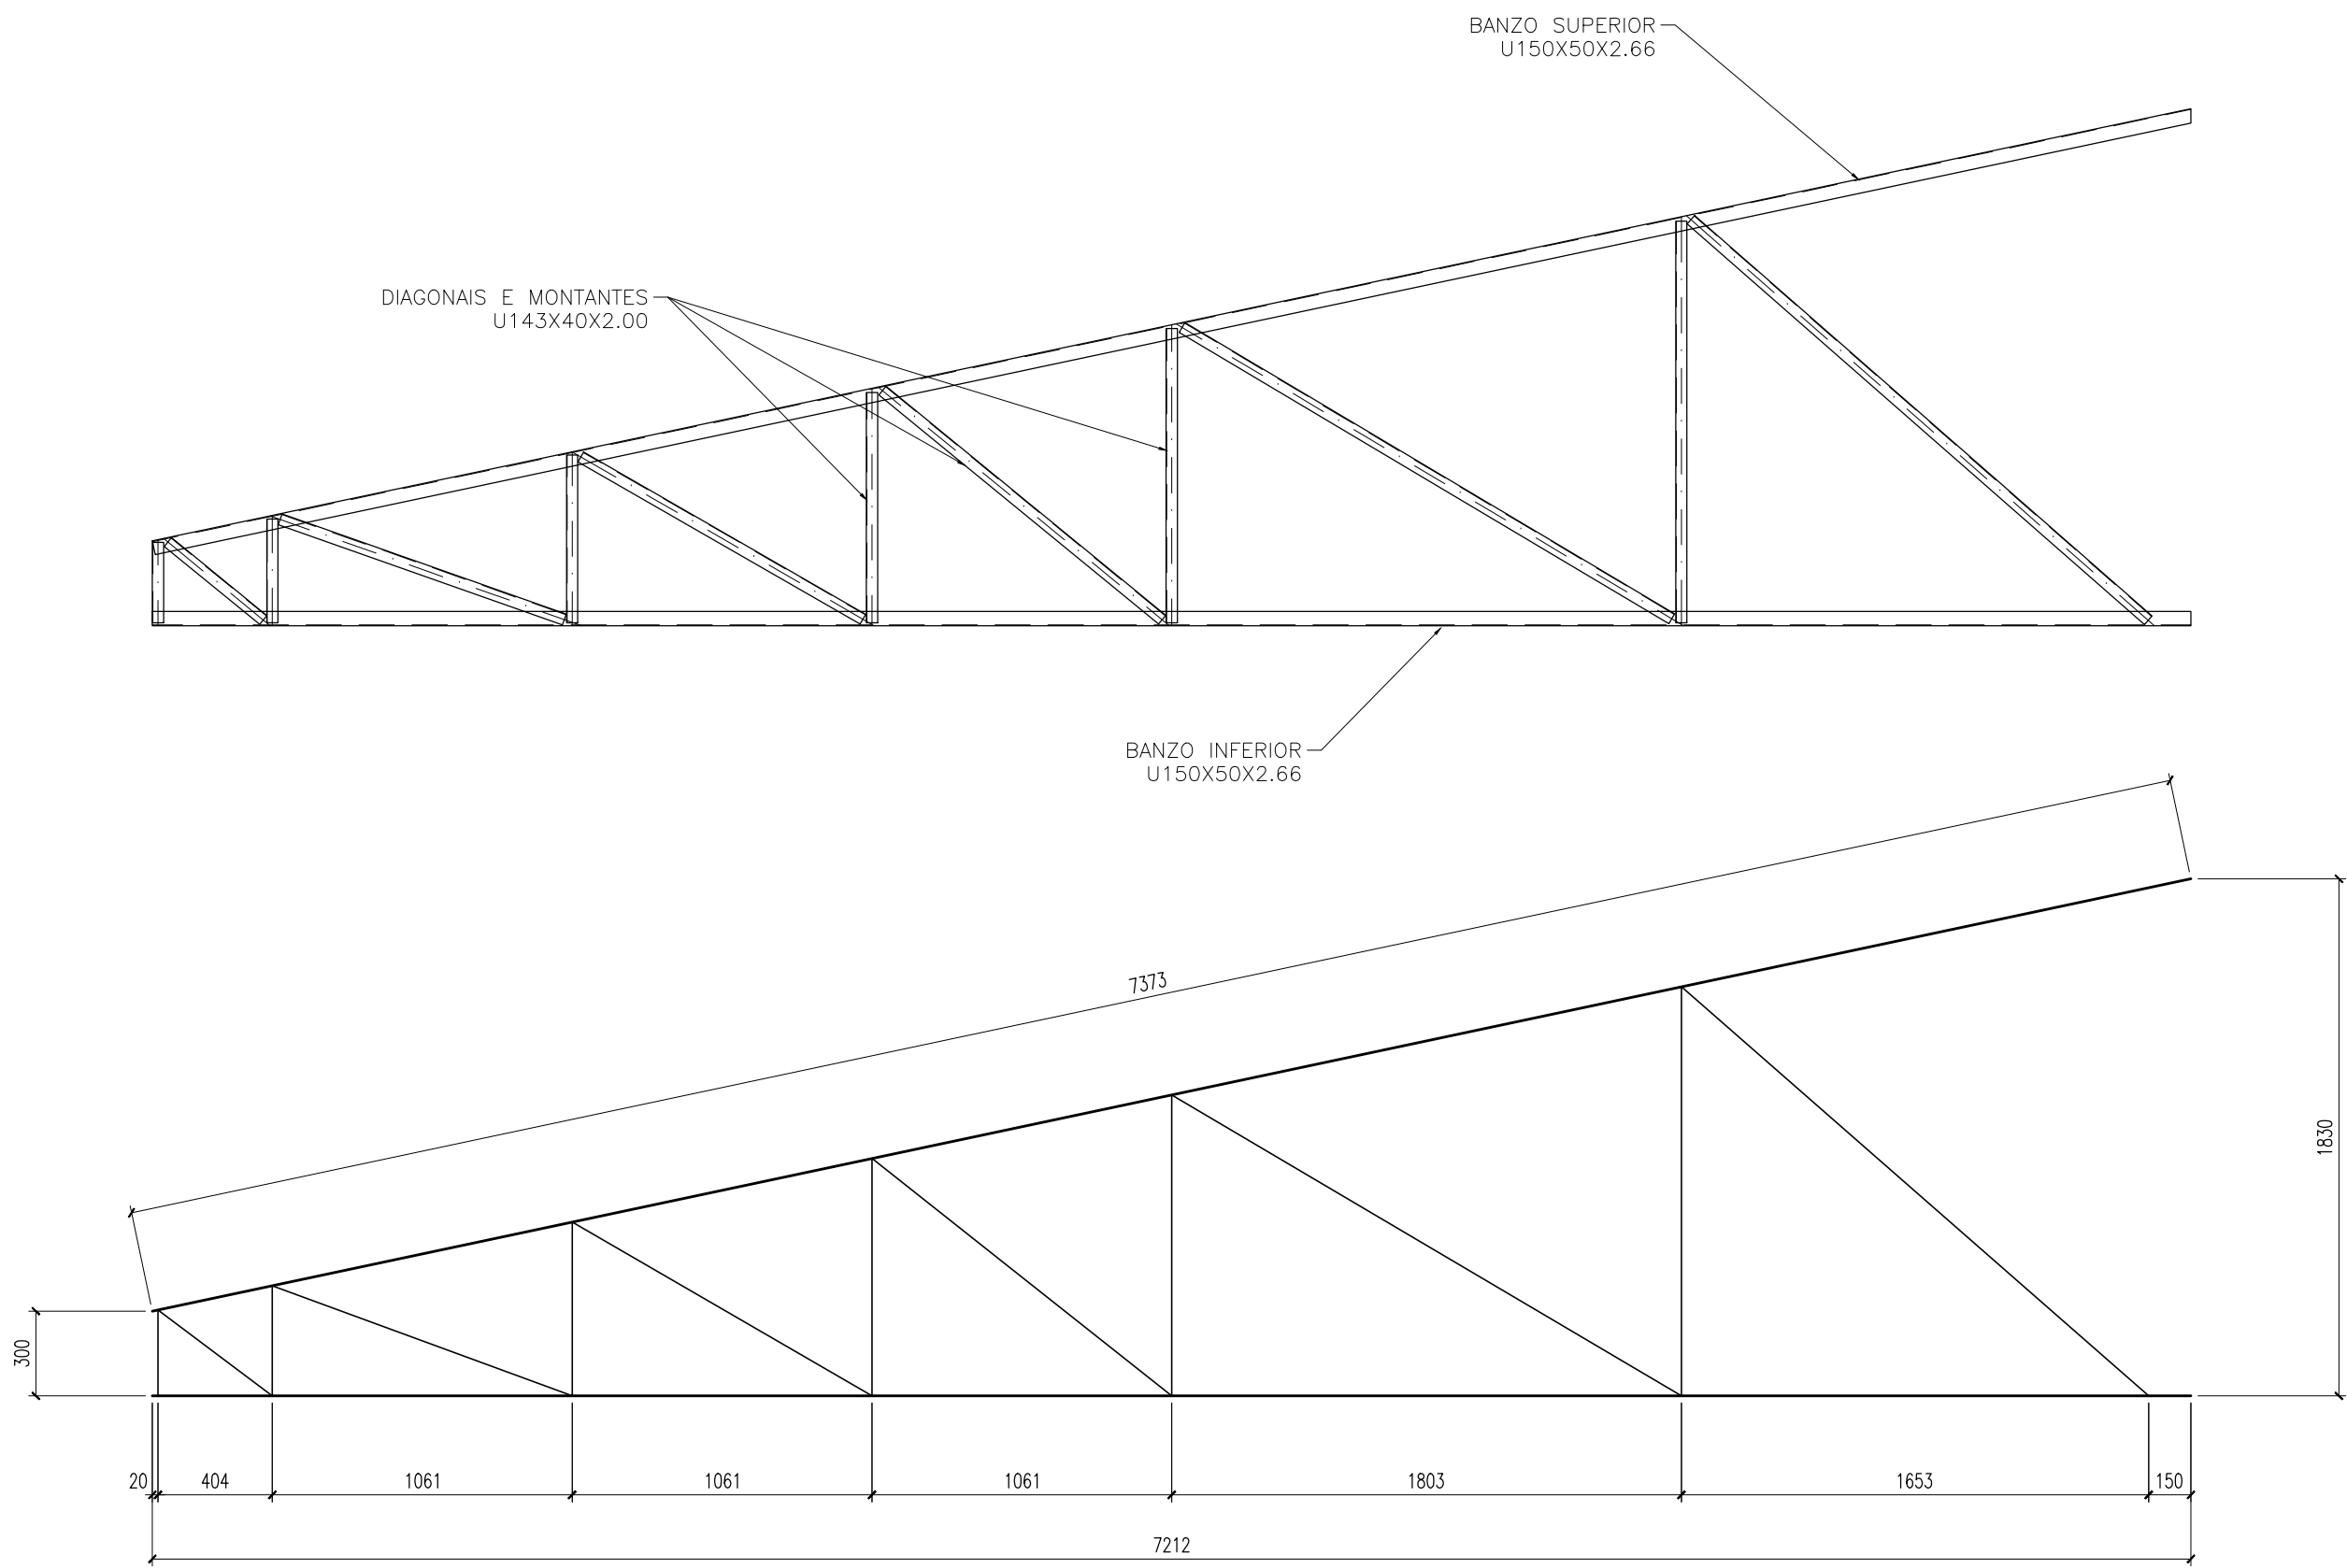 BANZO SUPERIOR
U150X50X2.66
DIAGONAIS E MONTANTES
U143X40X2.00
BANZO INFERIOR
U150X50X2.66
7373
1830
300
20
404
1061
1061
1061
1803
1653
150
7212